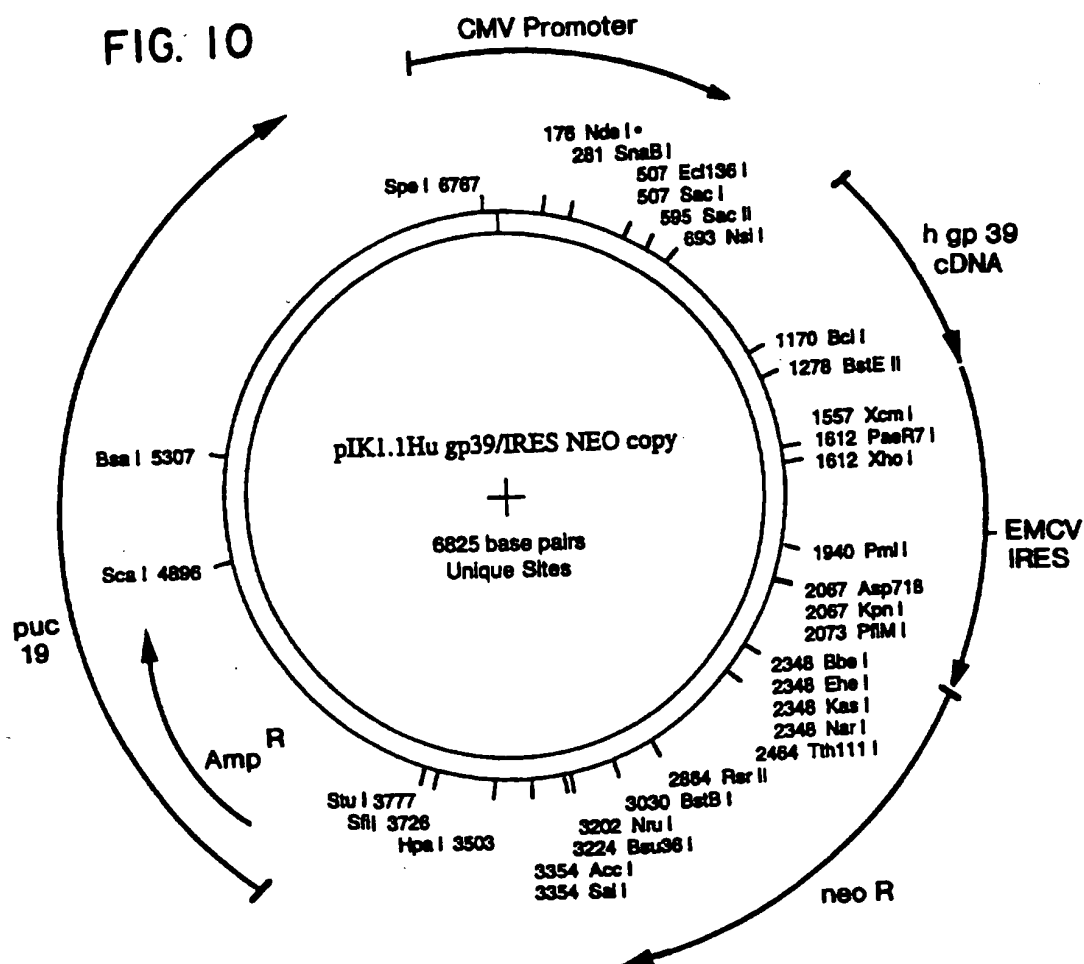 FIG. 10
CMV Promoter
176 Nde I*
281 SnaB I
507 Ecl136 I
507 Sac I
595 Sac II
693 Nsi I
Spe I 6767
h gp 39
cDNA
1170 Bcl I
1278 BstE II
1557 Xcm I
1612 PaeR7 I
1612 Xho I
pIK1.1Hu gp39/IRES NEO copy
6825 base pairs
Unique Sites
Bsa I 5307
Sca I 4896
EMCV
IRES
1940 Pml I
2067 Asp718
2067 Kpn I
2073 PflM I
2348 Bbe I
2348 Ehe I
2348 Kas I
2348 Nar I
2464 Tth111 I
2864 Rsr II
3030 BstB I
3202 Nru I
3224 Bsu36 I
3354 Acc I
3354 Sal I
puc
19
Amp R
Stu I 3777
Sfi I 3726
Hpa I 3503
neo R